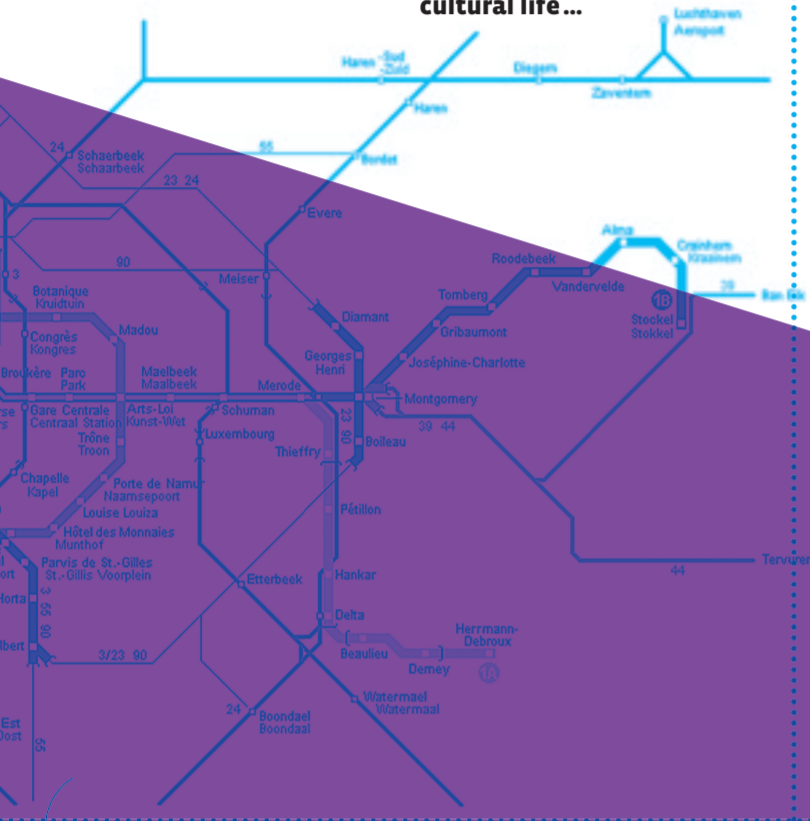 cultural life ...
Luchthaven
Aeroport
Haren -Sud
-Zuid
Diegem
Zaventem
Haren
24
Schaerbeek
Schaarbeek
55
Bordet
23 24
Evere
Alma
Crainhem
Kraainem
Roodebeek
90
Meiser
3
Vandervelde
39
Ban Eik
Botanique
Kruidtuin
Tomberg
1B
Stockel
Stokkel
Diamant
Madou
Gribaumont
Congrès
Kongres
Georges
Henri
Joséphine-Charlotte
Brouckère
Parc
Park
Maelbeek
Maalbeek
Merode
Montgomery
Gare Centrale
Centraal Station
Arts-Loi
Kunst-Wet
Schuman
23 90
39 44
Trône
Troon
Luxembourg
Boileau
Thieffry
Chapelle
Kapel
Porte de Namu
Naamsepoort
Louise Louiza
Pétillon
Hôtel des Monnaies
Munthof
44
Tervuren
Parvis de St.-Gilles
St.-Gillis Voorplein
Hankar
Etterbeek
Horta
3 55 90
Delta
lbert
3/23 90
Herrmann-
Debroux
Beaulieu
Demey
1A
Watermael
Watermaal
24
Boondael
Boondaal
Est
Oost
55